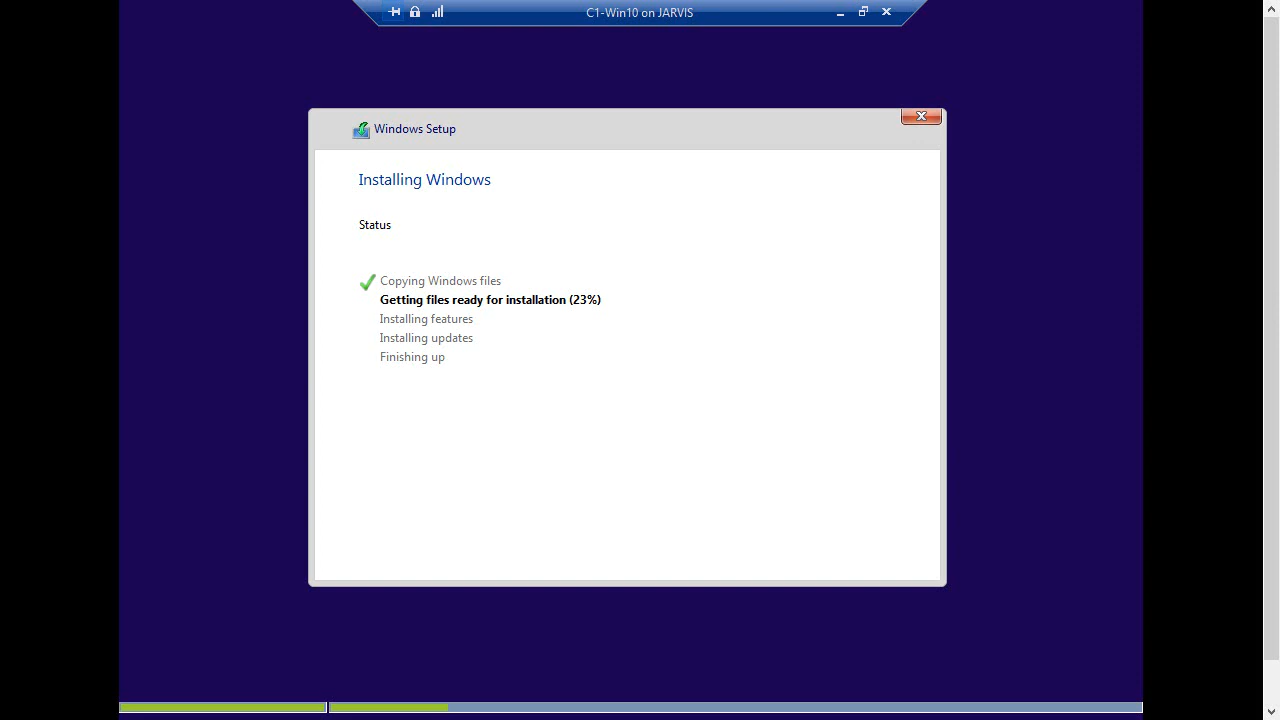 C1-Win10 on JARVIS
Windows Setup
Installing Windows
Status
Copying Windows files
Getting files ready for installation (23%)
Installing features
Installing updates
Finishing up